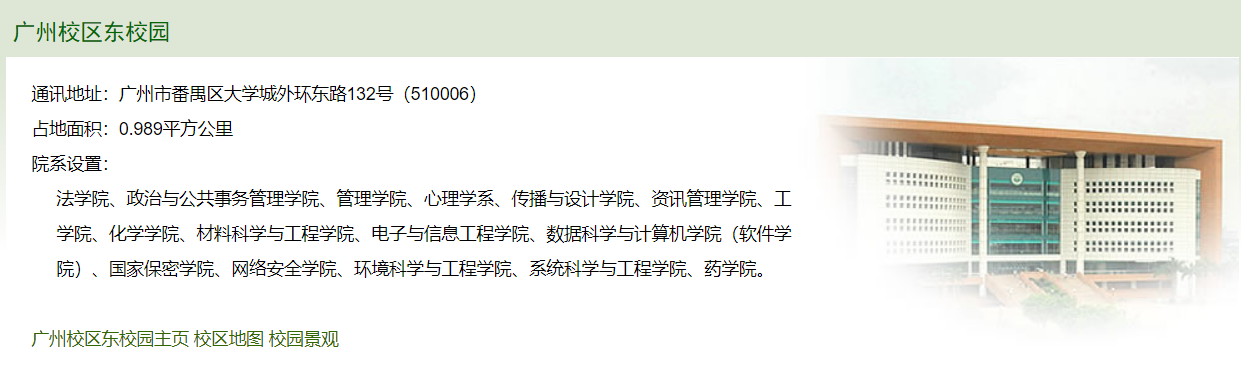 广州校区东校园
通讯地址：广州市番禺区大学城外环东路132号（510006）
占地面积：0.989平方公里
院系设置：
法学院、政治与公共事务管理学院、管理学院、心理学系、传播与设计学院、资讯管理学院、工
学院、化学学院、材料科学与工程学院、电子与信息工程学院、数据科学与计算机学院（软件学
院）、国家保密学院、网络安全学院、环境科学与工程学院、系统科学与工程学院、药学院。
广州校区东校园主页 校区地图 校园景观